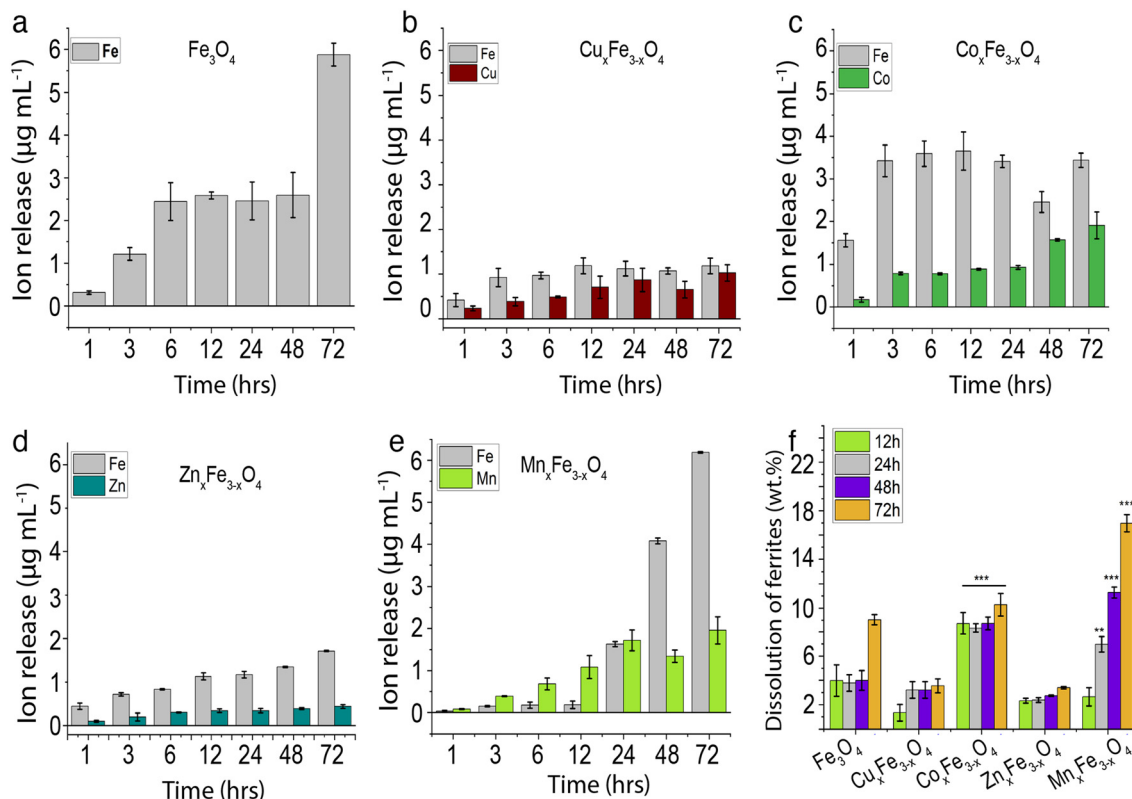 a
Fe
Fe₃O₄
Ion release (µg mL⁻¹)
6
5
4
3
2
1
0
1 3 6 12 24 48 72
Time (hrs)
b
Fe
Cu
CuₓFe₃₋ₓO₄
Ion release (µg mL⁻¹)
6
5
4
3
2
1
0
1 3 6 12 24 48 72
Time (hrs)
c
Fe
Co
CoₓFe₃₋ₓO₄
Ion release (µg mL⁻¹)
6
5
4
3
2
1
0
1 3 6 12 24 48 72
Time (hrs)
d
Fe
Zn
ZnₓFe₃₋ₓO₄
Ion release (µg mL⁻¹)
6
5
4
3
2
1
0
1 3 6 12 24 48 72
Time (hrs)
e
Fe
Mn
MnₓFe₃₋ₓO₄
Ion release (µg mL⁻¹)
6
5
4
3
2
1
0
1 3 6 12 24 48 72
Time (hrs)
f
12h
24h
48h
72h
Dissolution of ferrites (wt.%)
22
18
14
10
6
2
***
**
***
***
Fe₃O₄
CuₓFe₃₋ₓO₄
CoₓFe₃₋ₓO₄
ZnₓFe₃₋ₓO₄
MnₓFe₃₋ₓO₄